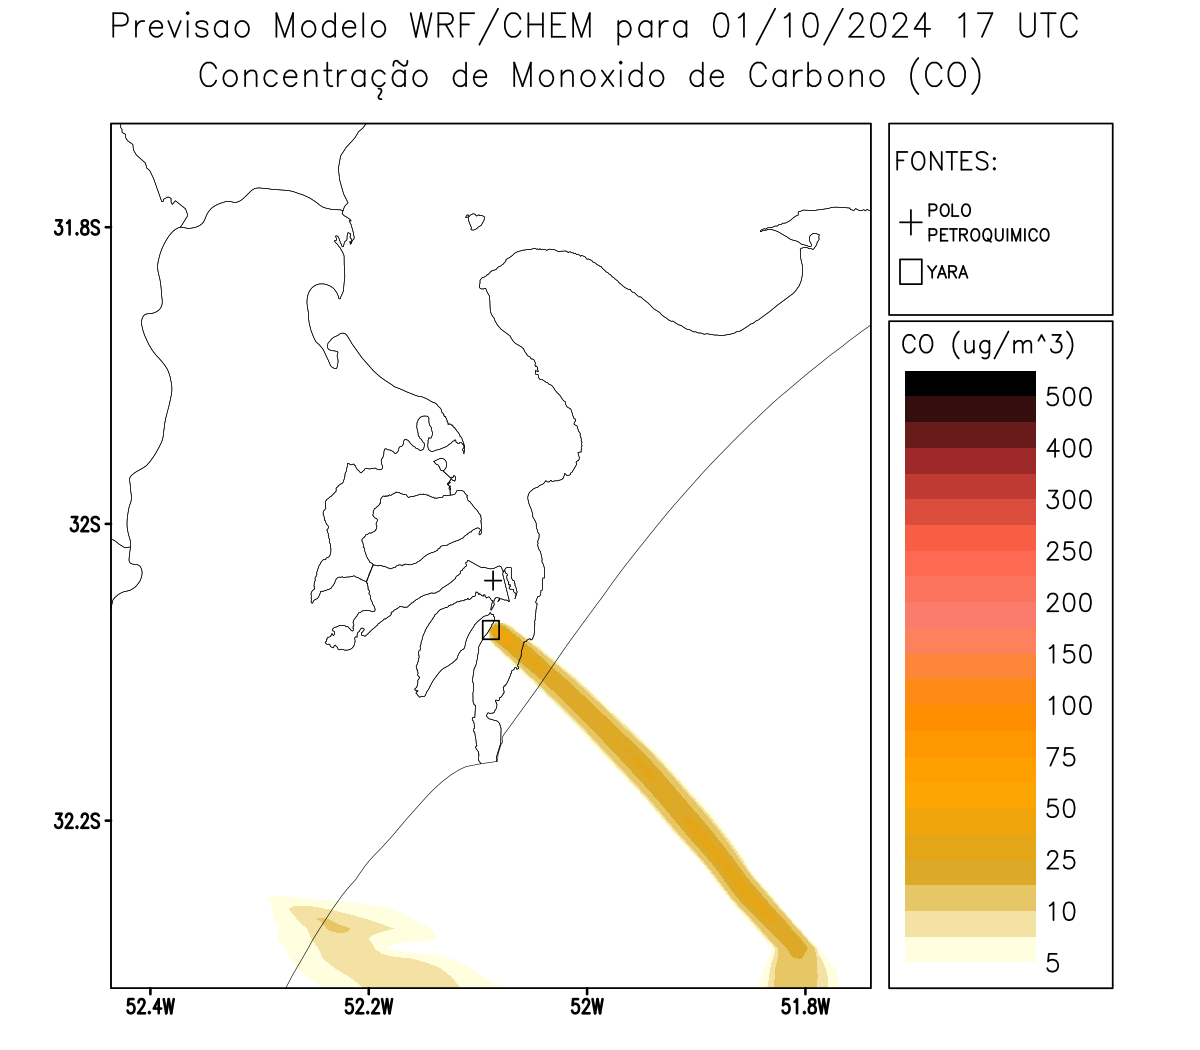 Previsao Modelo WRF/CHEM para 01/10/2024 17 UTC
Concentração de Monoxido de Carbono (CO)
FONTES:
POLO
PETROQUIMICO
YARA
CO (ug/m^3)
500
400
300
250
200
150
100
75
50
25
10
5
31.8S
32S
32.2S
52.4W
52.2W
52W
51.8W